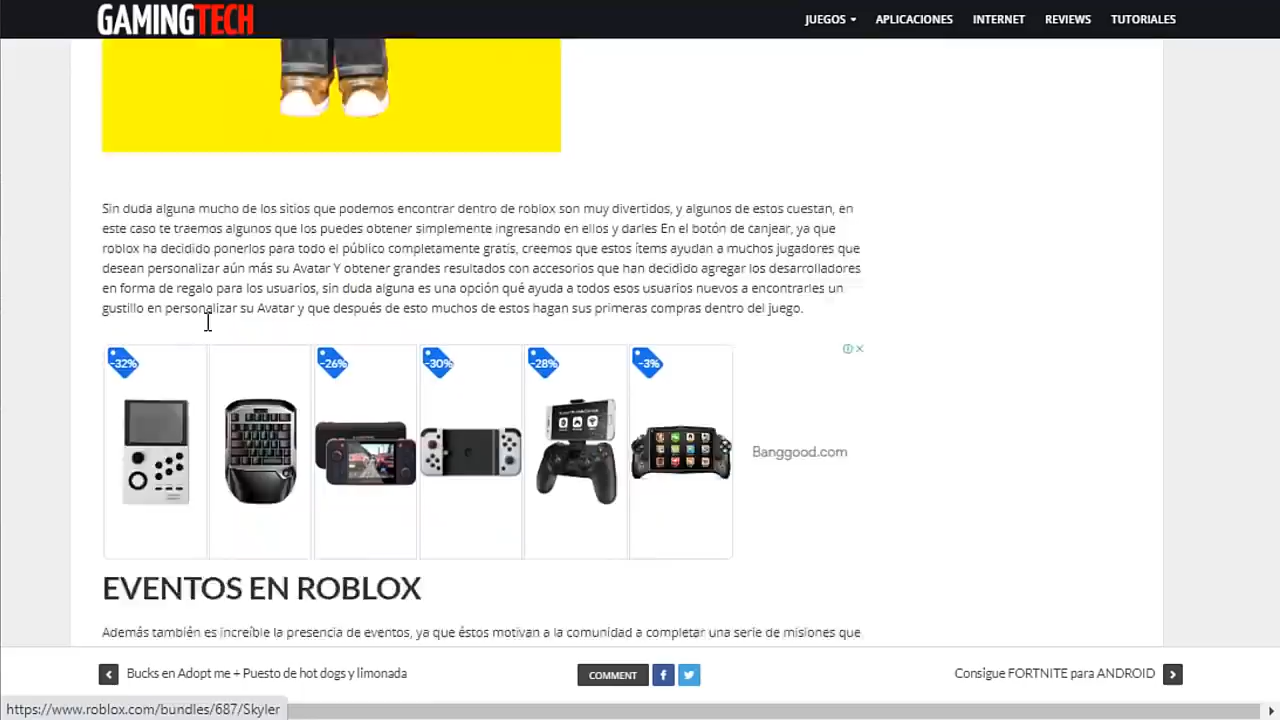 GAMINGTECH
JUEGOS APLICACIONES INTERNET REVIEWS TUTORIALES
Sin duda alguna mucho de los sitios que podemos encontrar dentro de roblox son muy divertidos, y algunos de estos cuestan, en
este caso te traemos algunos que los puedes obtener simplemente ingresando en ellos y darles En el botón de canjear, ya que
roblox ha decidido ponerlos para todo el público completamente gratis, creemos que estos ítems ayudan a muchos jugadores que
desean personalizar aún más su Avatar Y obtener grandes resultados con accesorios que han decidido agregar los desarrolladores
en forma de regalo para los usuarios, sin duda alguna es una opción qué ayuda a todos esos usuarios nuevos a encontrarles un
gustillo en personalizar su Avatar y que después de esto muchos de estos hagan sus primeras compras dentro del juego.
-32% -26% -30% -28% -3%
Banggood.com
EVENTOS EN ROBLOX
Además también es increíble la presencia de eventos, ya que éstos motivan a la comunidad a completar una serie de misiones que
Bucks en Adopt me + Puesto de hot dogs y limonada
COMMENT
Consigue FORTNITE para ANDROID
https://www.roblox.com/bundles/687/Skyler